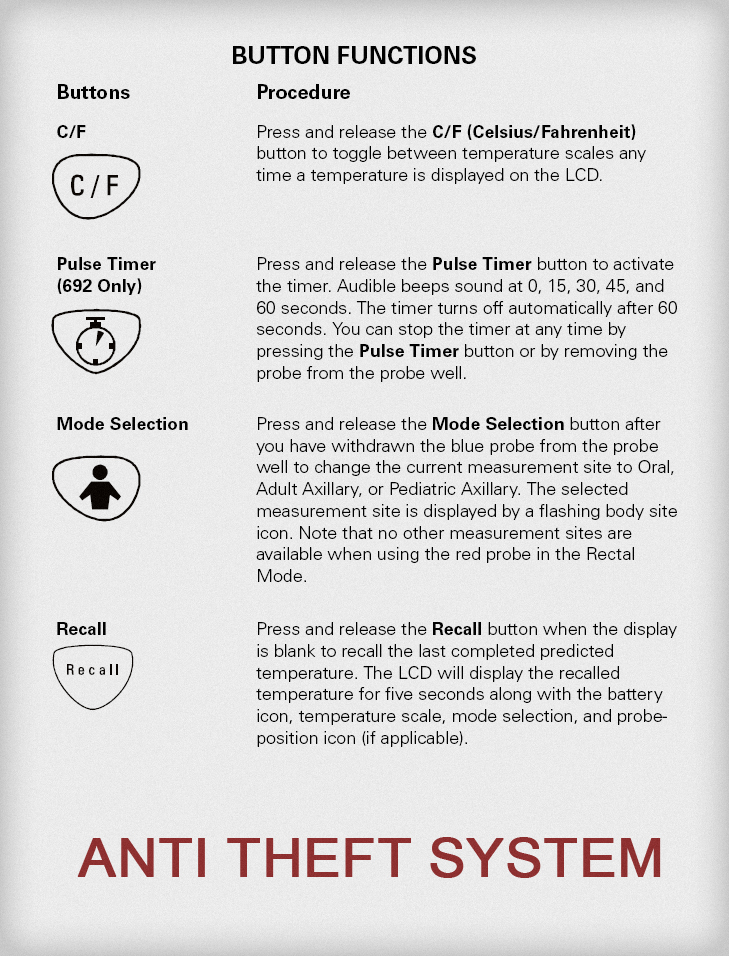 BUTTON FUNCTIONS
Buttons
Procedure
C/F
Press and release the C/F (Celsius/Fahrenheit)
button to toggle between temperature scales any
time a temperature is displayed on the LCD.
C / F
Pulse Timer
(692 Only)
Press and release the Pulse Timer button to activate
the timer. Audible beeps sound at 0, 15, 30, 45, and
60 seconds. The timer turns off automatically after 60
seconds. You can stop the timer at any time by
pressing the Pulse Timer button or by removing the
probe from the probe well.
Mode Selection
Press and release the Mode Selection button after
you have withdrawn the blue probe from the probe
well to change the current measurement site to Oral,
Adult Axillary, or Pediatric Axillary. The selected
measurement site is displayed by a flashing body site
icon. Note that no other measurement sites are
available when using the red probe in the Rectal
Mode.
Recall
Press and release the Recall button when the display
is blank to recall the last completed predicted
temperature. The LCD will display the recalled
temperature for five seconds along with the battery
icon, temperature scale, mode selection, and probe-
position icon (if applicable).
Recall
ANTI THEFT SYSTEM